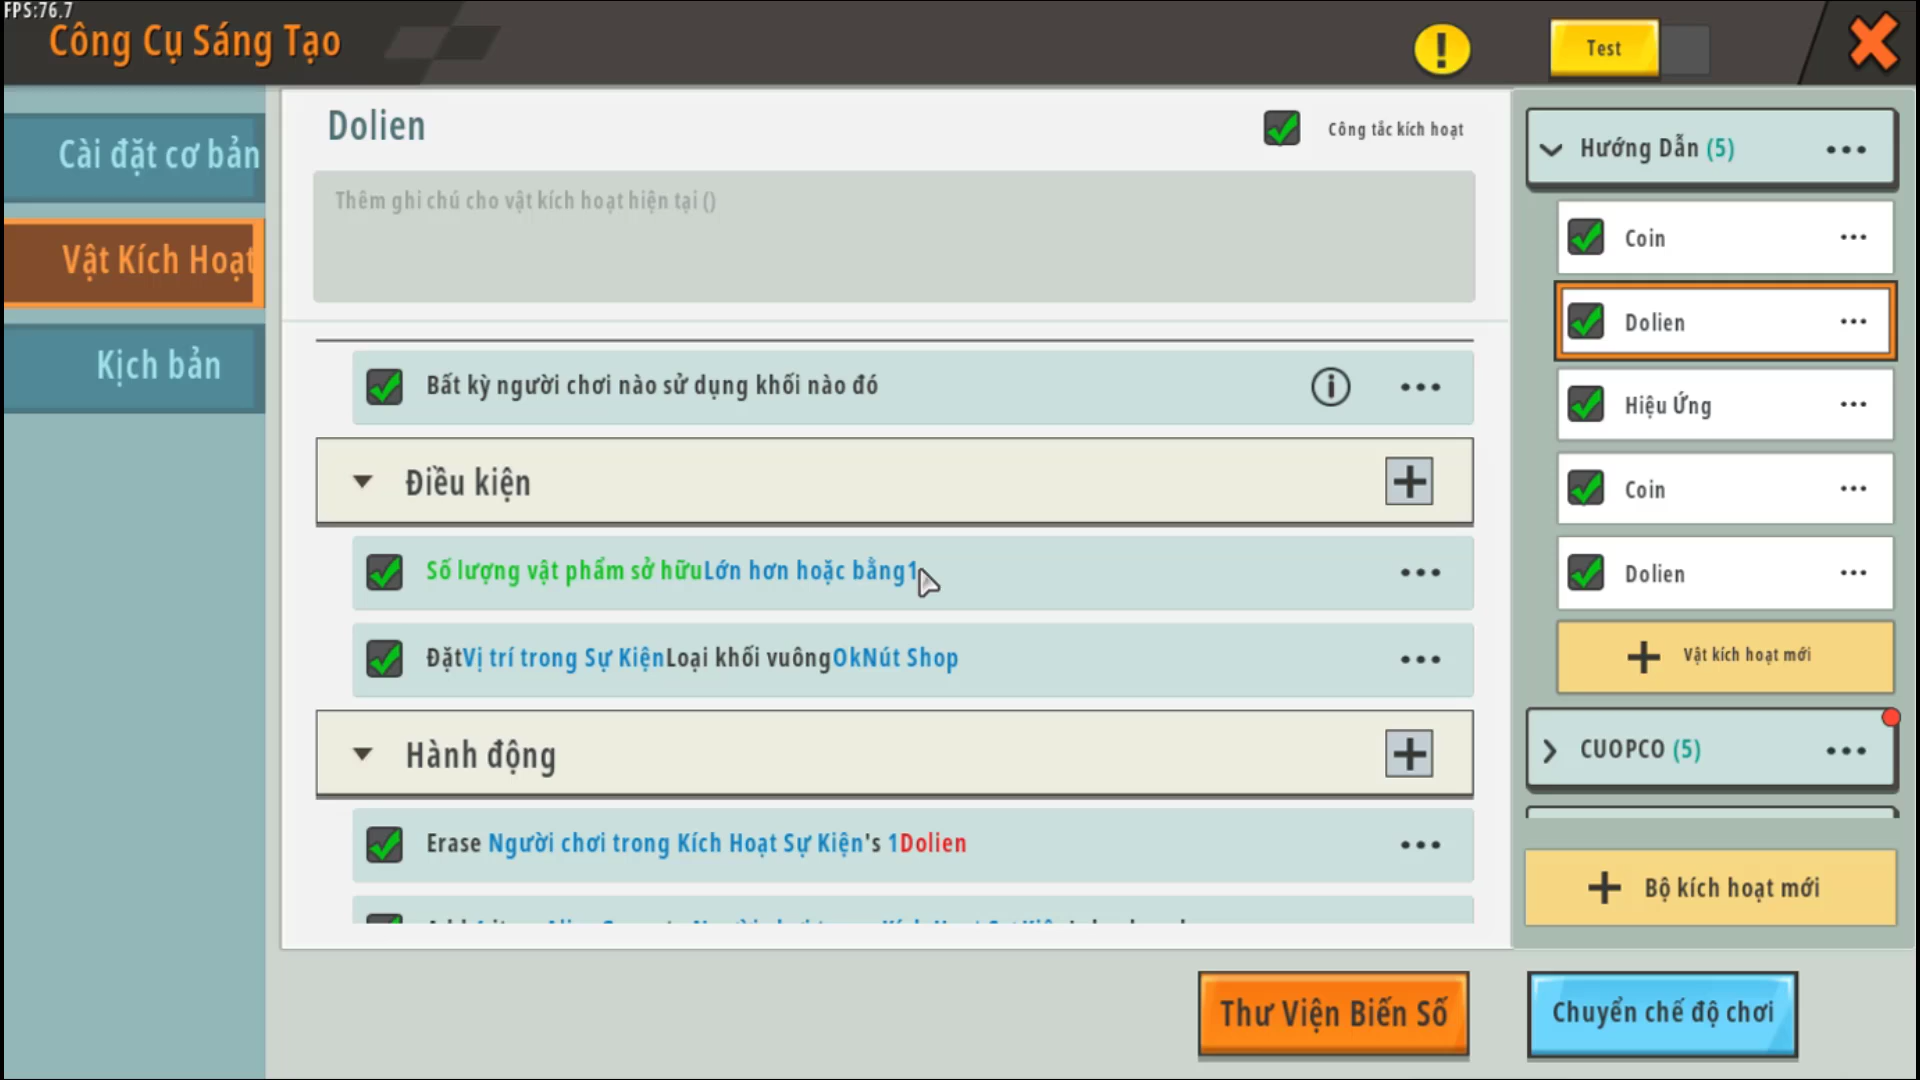 FPS:76.7
Công Cụ Sáng Tạo
Test
Cài đặt cơ bản
Vật Kích Hoạt
Kịch bản
Dolien
Công tắc kích hoạt
Thêm ghi chú cho vật kích hoạt hiện tại ()
Bất kỳ người chơi nào sử dụng khối nào đó
Điều kiện
Số lượng vật phẩm sở hữuLớn hơn hoặc bằng1
ĐặtVị trí trong Sự KiệnLoại khối vuôngOkNút Shop
Hành động
Erase Người chơi trong Kích Hoạt Sự Kiện's 1Dolien
Hướng Dẫn (5)
Coin
Dolien
Hiệu Ứng
Coin
Dolien
Vật kích hoạt mới
CUOPCO (5)
Bộ kích hoạt mới
Thư Viện Biến Số
Chuyển chế độ chơi